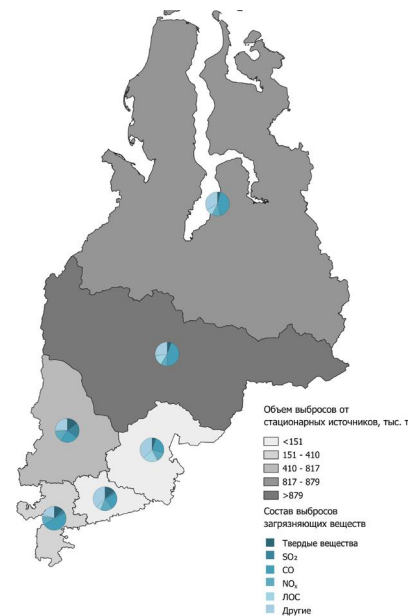 Объем выбросов от
стационарных источников, тыс. т
<151
151 - 410
410 - 817
817 - 879
>879
Состав выбросов
загрязняющих веществ
Твердые вещества
SO₂
CO
NOₓ
ЛОС
Другие